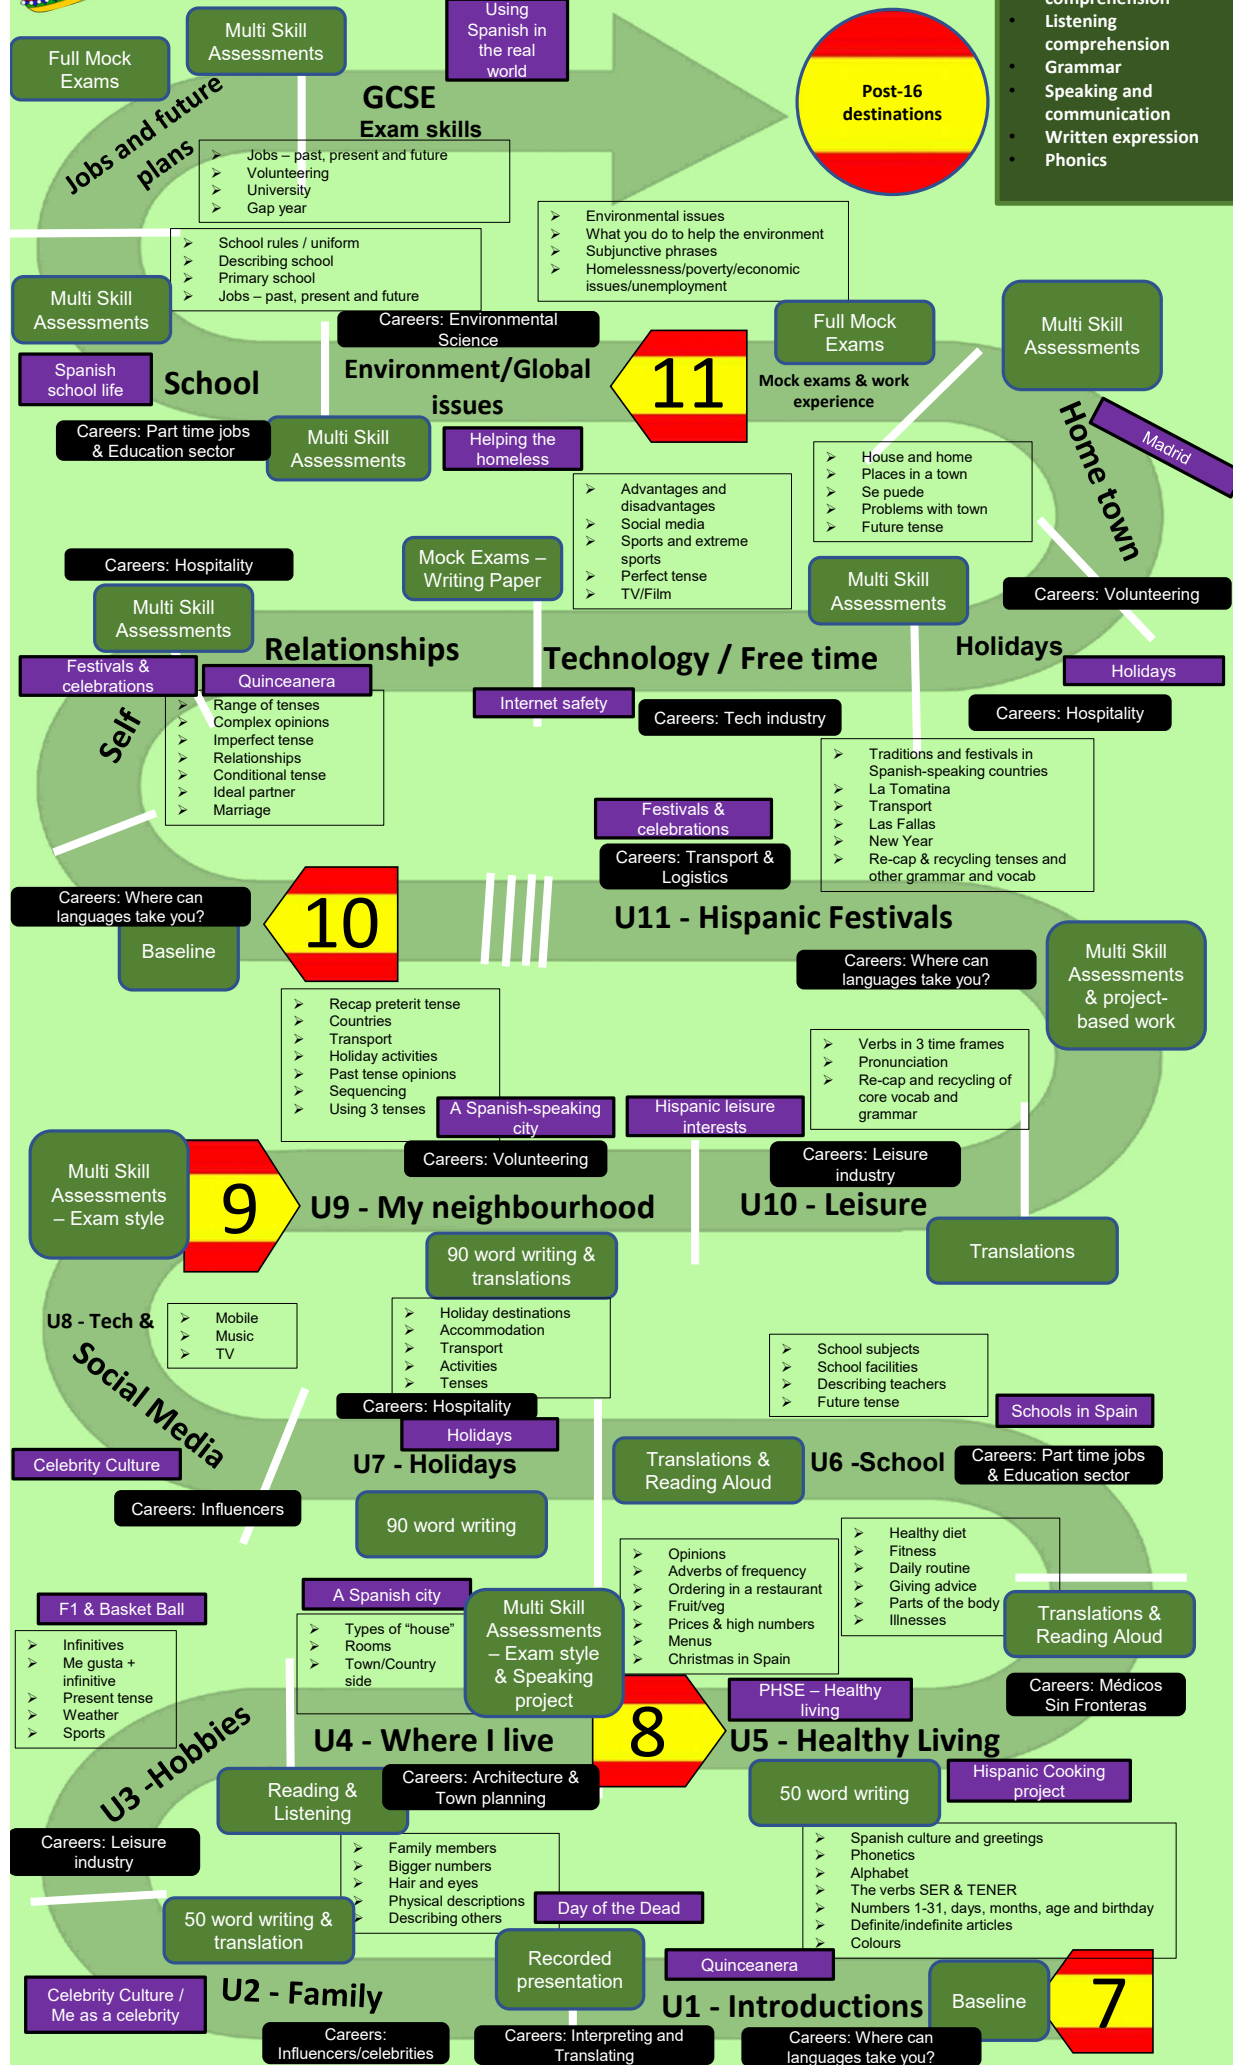 comprehension
Listening
comprehension
Grammar
Speaking and
communication
Written expression
Phonics
Using
Spanish in
the real
world
Multi Skill
Assessments
Full Mock
Exams
Post-16
destinations
GCSE
Exam skills
Jobs and future
plans
Jobs – past, present and future
Volunteering
University
Gap year
School rules / uniform
Describing school
Primary school
Jobs – past, present and future
Environmental issues
What you do to help the environment
Subjunctive phrases
Homelessness/poverty/economic
issues/unemployment
Multi Skill
Assessments
Careers: Environmental
Science
Full Mock
Exams
Multi Skill
Assessments
Spanish
school life
School
Environment/Global
issues
11
Mock exams & work
experience
Careers: Part time jobs
& Education sector
Multi Skill
Assessments
Helping the
homeless
Home town
Madrid
House and home
Places in a town
Se puede
Problems with town
Future tense
Advantages and
disadvantages
Social media
Sports and extreme
sports
Perfect tense
TV/Film
Careers: Hospitality
Multi Skill
Assessments
Mock Exams –
Writing Paper
Multi Skill
Assessments
Careers: Volunteering
Relationships
Technology / Free time
Holidays
Festivals &
celebrations
Quinceanera
Internet safety
Careers: Tech industry
Holidays
Careers: Hospitality
Self
Range of tenses
Complex opinions
Imperfect tense
Relationships
Conditional tense
Ideal partner
Marriage
Traditions and festivals in
Spanish-speaking countries
La Tomatina
Transport
Las Fallas
New Year
Re-cap & recycling tenses and
other grammar and vocab
Festivals &
celebrations
Careers: Transport &
Logistics
Careers: Where can
languages take you?
Baseline
10
U11 - Hispanic Festivals
Careers: Where can
languages take you?
Multi Skill
Assessments
& project-
based work
Recap preterit tense
Countries
Transport
Holiday activities
Past tense opinions
Sequencing
Using 3 tenses
Verbs in 3 time frames
Pronunciation
Re-cap and recycling of
core vocab and
grammar
A Spanish-speaking
city
Hispanic leisure
interests
Careers: Volunteering
Careers: Leisure
industry
Multi Skill
Assessments
– Exam style
9
U9 - My neighbourhood
U10 - Leisure
90 word writing &
translations
Translations
U8 - Tech &
Social Media
Mobile
Music
TV
Holiday destinations
Accommodation
Transport
Activities
Tenses
School subjects
School facilities
Describing teachers
Future tense
Careers: Hospitality
Holidays
Schools in Spain
Celebrity Culture
U7 - Holidays
Translations &
Reading Aloud
U6 -School
Careers: Part time jobs
& Education sector
Careers: Influencers
90 word writing
Opinions
Adverbs of frequency
Ordering in a restaurant
Fruit/veg
Prices & high numbers
Menus
Christmas in Spain
Healthy diet
Fitness
Daily routine
Giving advice
Parts of the body
Illnesses
F1 & Basket Ball
A Spanish city
Multi Skill
Assessments
– Exam style
& Speaking
project
Translations &
Reading Aloud
Infinitives
Me gusta +
infinitive
Present tense
Weather
Sports
Types of “house”
Rooms
Town/Country
side
PHSE – Healthy
living
Careers: Médicos
Sin Fronteras
U3 -Hobbies
U4 - Where I live
8
U5 - Healthy Living
Reading &
Listening
Careers: Architecture &
Town planning
50 word writing
Hispanic Cooking
project
Careers: Leisure
industry
Family members
Bigger numbers
Hair and eyes
Physical descriptions
Describing others
Spanish culture and greetings
Phonetics
Alphabet
The verbs SER & TENER
Numbers 1-31, days, months, age and birthday
Definite/indefinite articles
Colours
50 word writing &
translation
Day of the Dead
Recorded
presentation
Quinceanera
Celebrity Culture /
Me as a celebrity
U2 - Family
U1 - Introductions
Baseline
7
Careers:
Influencers/celebrities
Careers: Interpreting and
Translating
Careers: Where can
languages take you?